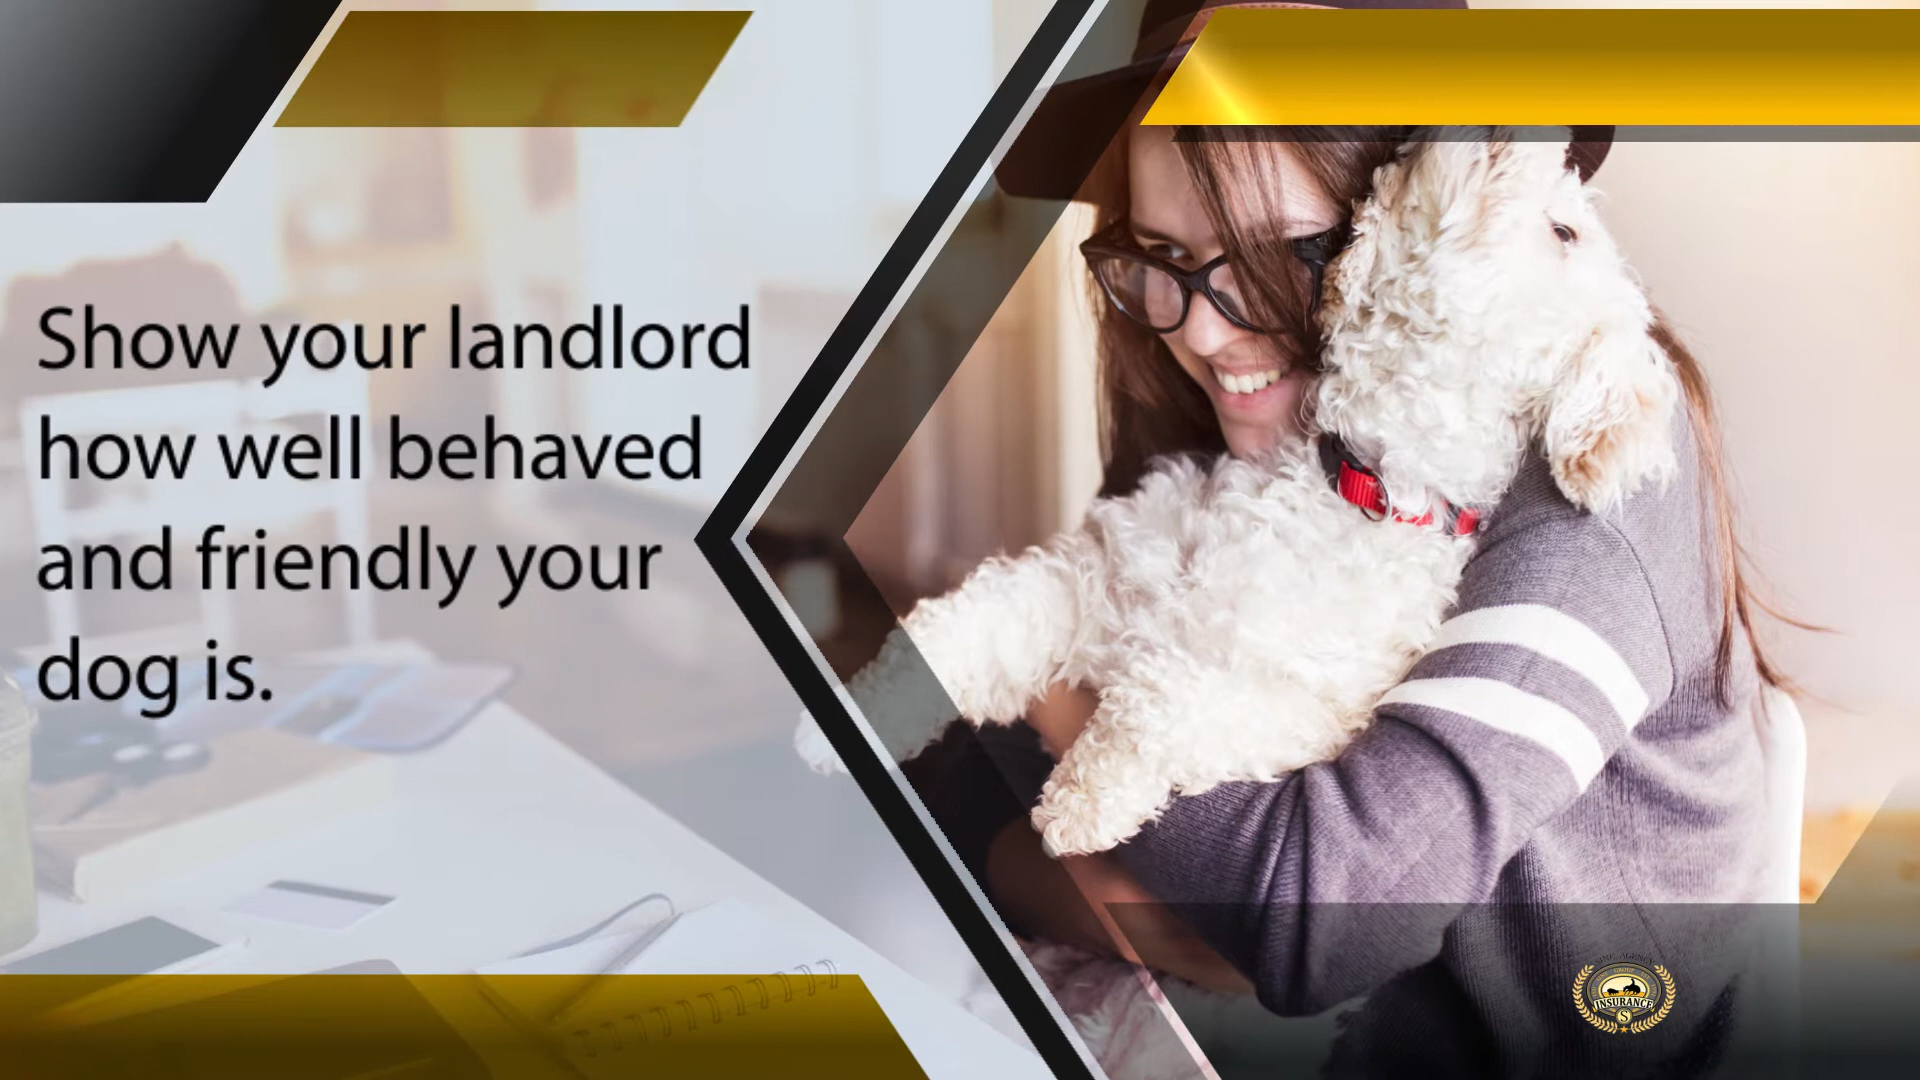 Show your landlord
how well behaved
and friendly your
dog is.
INSURANCE
S